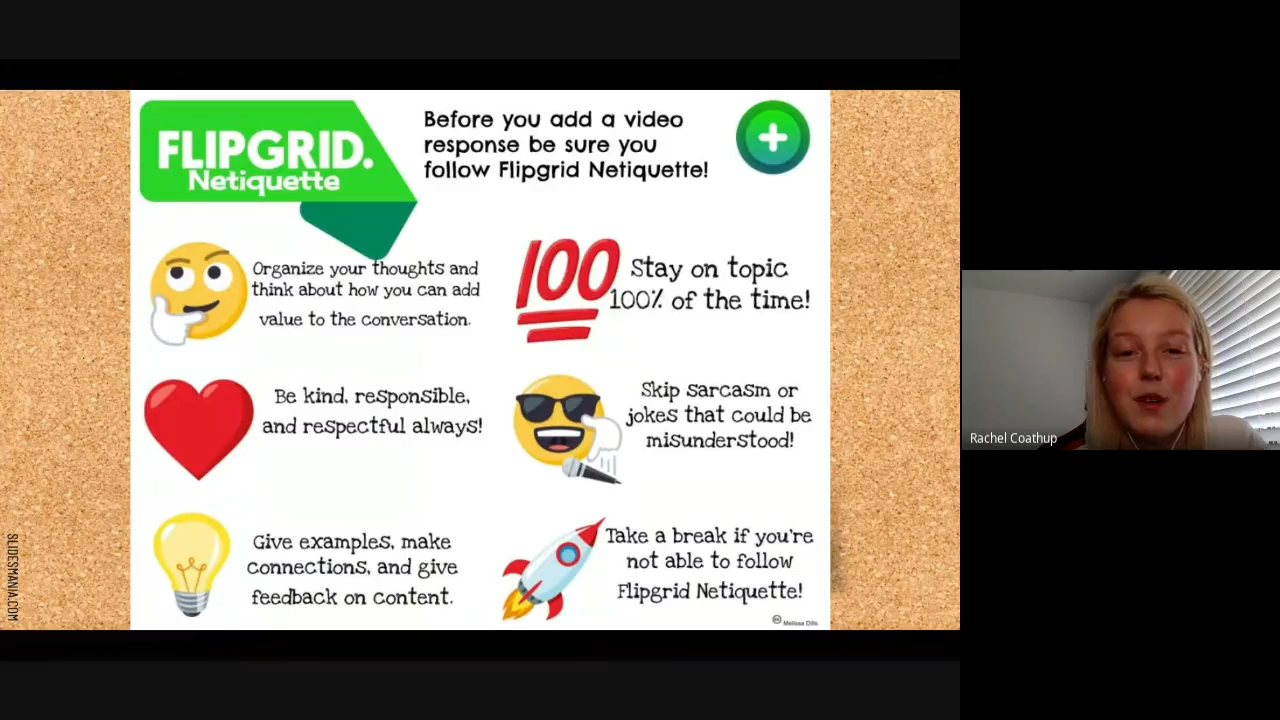 FLIPGRID.
Netiquette
Before you add a video
response be sure you
follow Flipgrid Netiquette!
Organize your thoughts and
think about how you can add
value to the conversation.
100
Stay on topic
100% of the time!
Be kind, responsible,
and respectful always!
Skip sarcasm or
jokes that could be
misunderstood!
Give examples, make
connections, and give
feedback on content.
Take a break if you're
not able to follow
Flipgrid Netiquette!
cc Melissa Dills
SLIDESMANIA.COM
Rachel Coathup